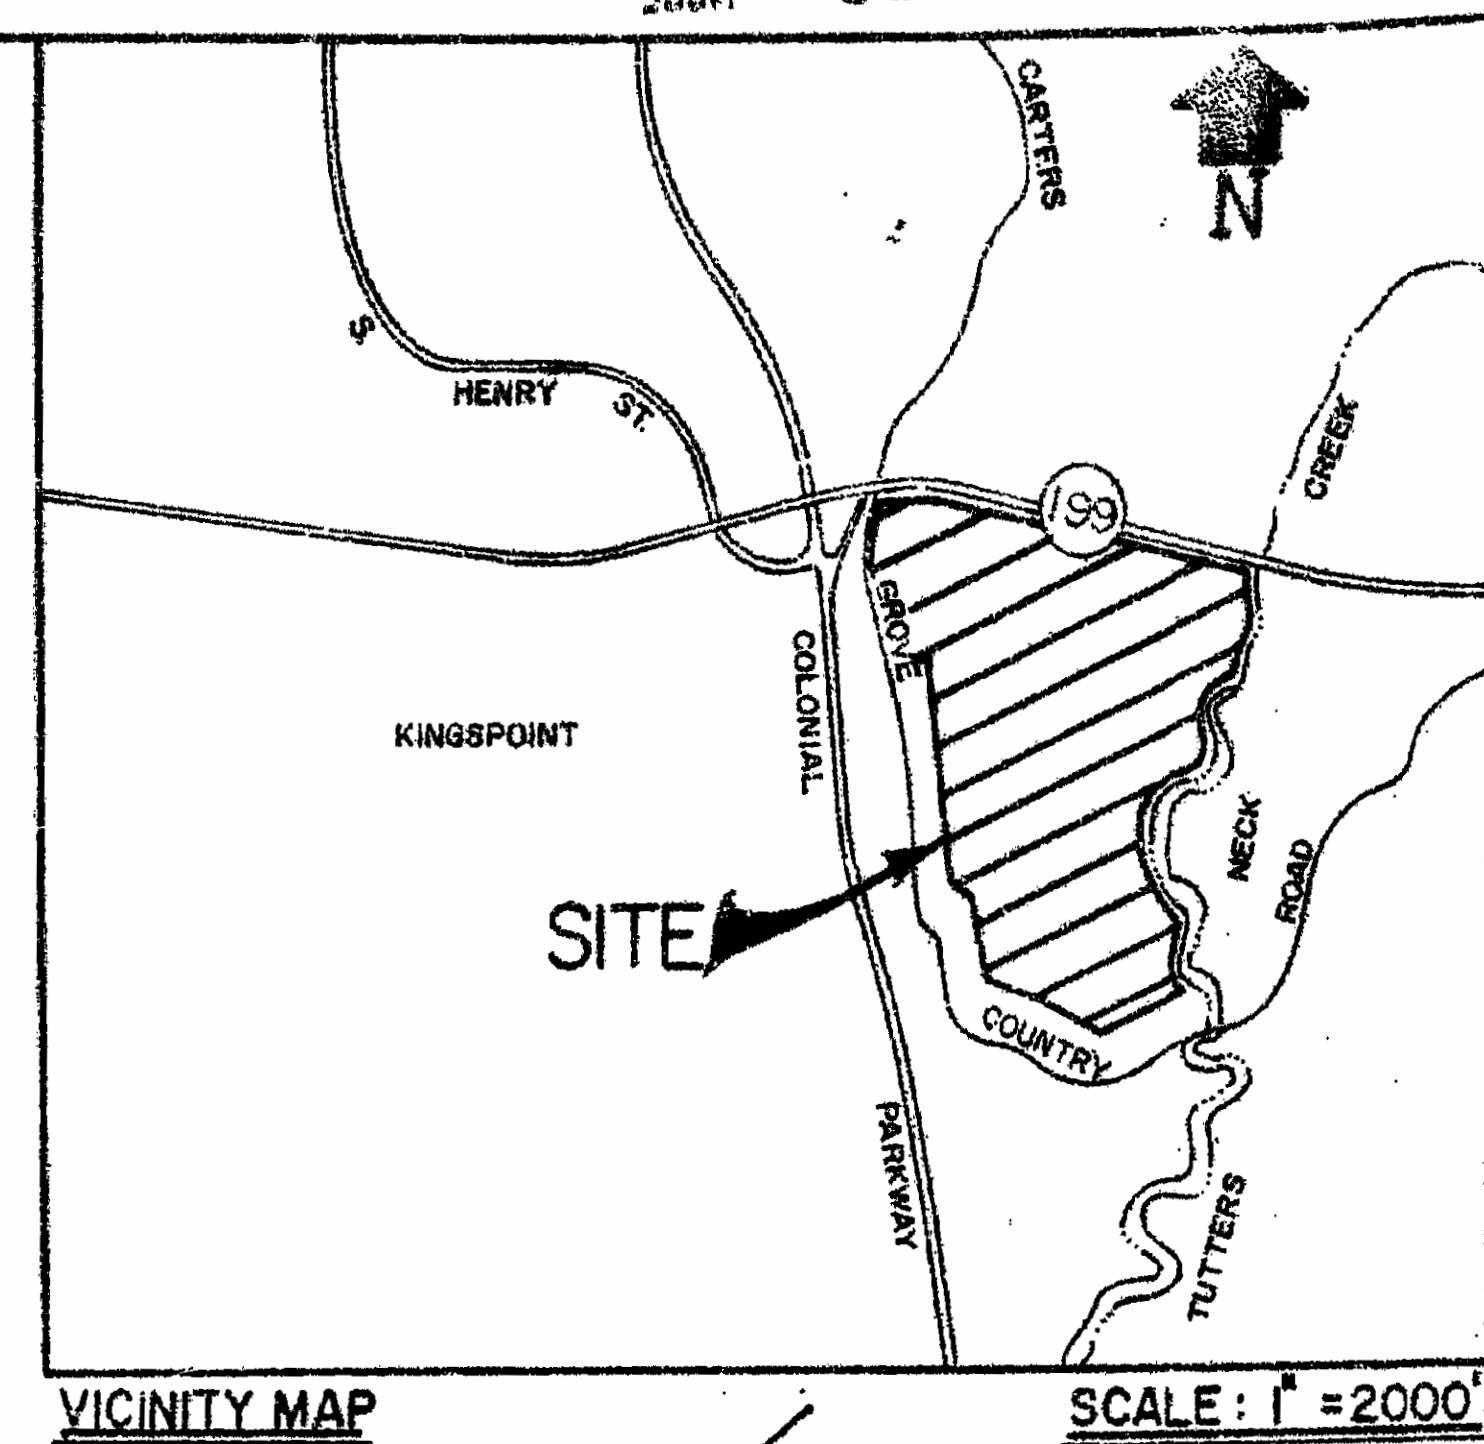 CARTERS
N
S.
HENRY
ST.
CREEK
199
GROVE
COLONIAL
KINGSPOINT
NECK
ROAD
SITE
COUNTRY
PARKWAY
TUTTERS
VICINITY MAP
SCALE: 1" = 2000'